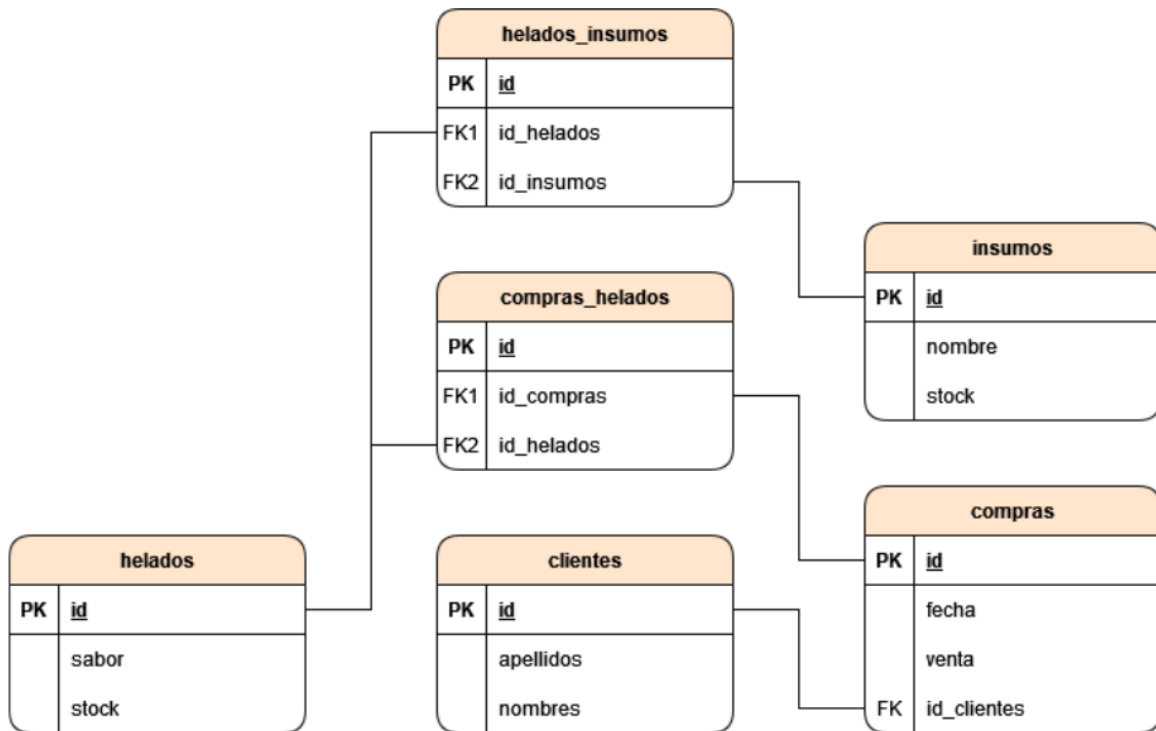 helados_insumos
PK id
FK1 id_helados
FK2 id_insumos
insumos
PK id
nombre
stock
compras_helados
PK id
FK1 id_compras
FK2 id_helados
compras
PK id
fecha
venta
FK id_clientes
helados
PK id
sabor
stock
clientes
PK id
apellidos
nombres